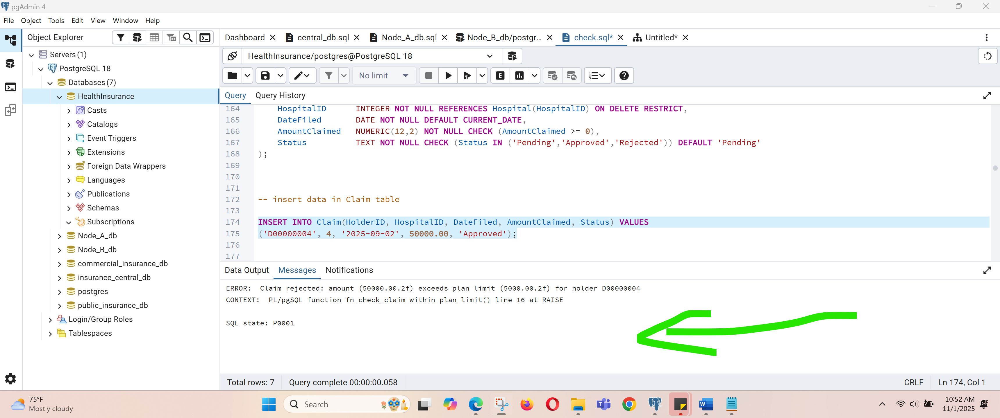 pgAdmin 4
File Object Tools Edit View Window Help
Object Explorer
Dashboard
central_db.sql
Node_A_db.sql
Node_B_db/postgr...
check.sql*
Untitled*
Servers (1)
PostgreSQL 18
Databases (7)
HealthInsurance
Casts
Catalogs
Event Triggers
Extensions
Foreign Data Wrappers
Languages
Publications
Schemas
Subscriptions
Node_A_db
Node_B_db
commercial_insurance_db
insurance_central_db
postgres
public_insurance_db
Login/Group Roles
Tablespaces
HealthInsurance/postgres@PostgreSQL 18
No limit
E
Query Query History
164 HospitalID INTEGER NOT NULL REFERENCES Hospital(HospitalID) ON DELETE RESTRICT,
165 DateFiled DATE NOT NULL DEFAULT CURRENT_DATE,
166 AmountClaimed NUMERIC(12,2) NOT NULL CHECK (AmountClaimed >= 0),
167 Status TEXT NOT NULL CHECK (Status IN ('Pending','Approved','Rejected')) DEFAULT 'Pending'
168 );
169
170
171
172 -- insert data in Claim table
173
174 INSERT INTO Claim(HolderID, HospitalID, DateFiled, AmountClaimed, Status) VALUES
175 ('D00000004', 4, '2025-09-02', 50000.00, 'Approved');
176
177
Data Output Messages Notifications
ERROR: Claim rejected: amount (50000.00.2f) exceeds plan limit (5000.00.2f) for holder D00000004
CONTEXT: PL/pgSQL function fn_check_claim_within_plan_limit() line 16 at RAISE
SQL state: P0001
Total rows: 7 Query complete 00:00:00.058 CRLF Ln 174, Col 1
75°F
Mostly cloudy
Search
10:52 AM
11/1/2025